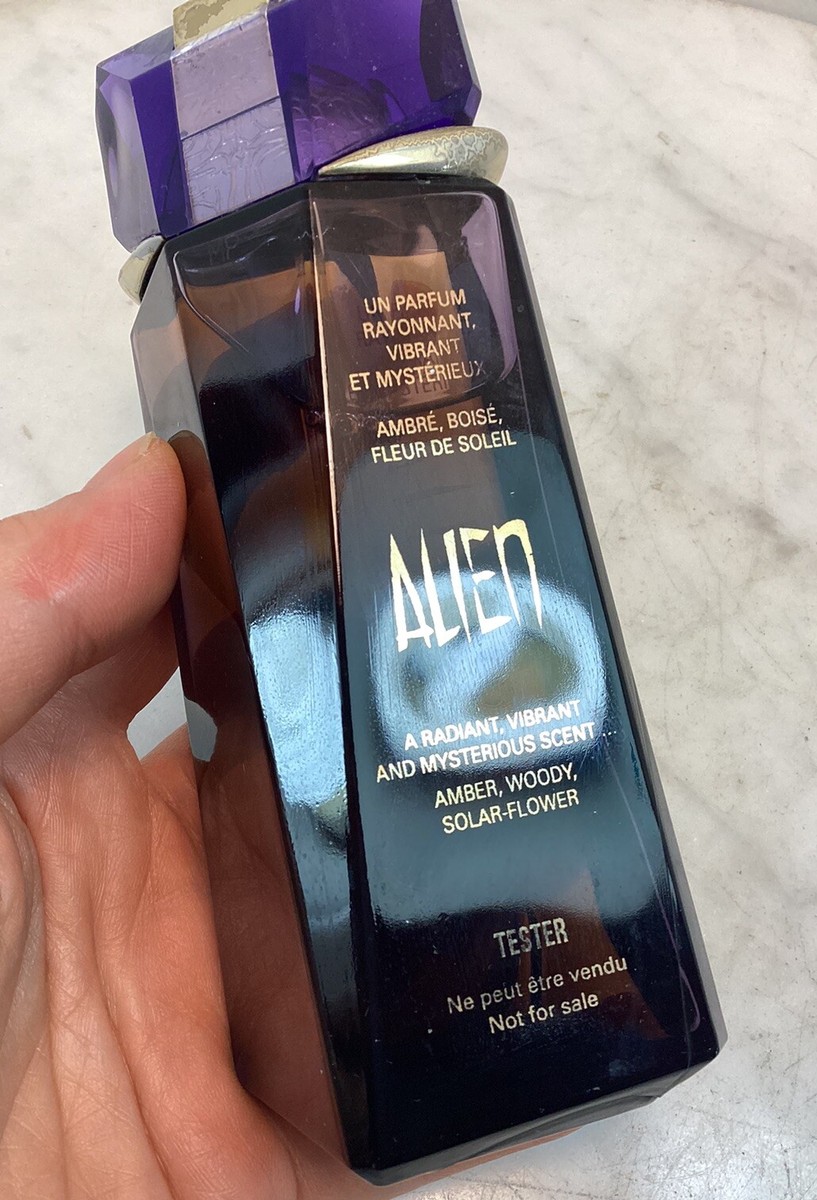 UN PARFUM
RAYONNANT,
VIBRANT
ET MYSTÉRIEUX
AMBRÉ, BOISÉ,
FLEUR DE SOLEIL
ALIEN
A RADIANT, VIBRANT
AND MYSTERIOUS SCENT ...
AMBER, WOODY,
SOLAR-FLOWER
TESTER
Ne peut être vendu
Not for sale